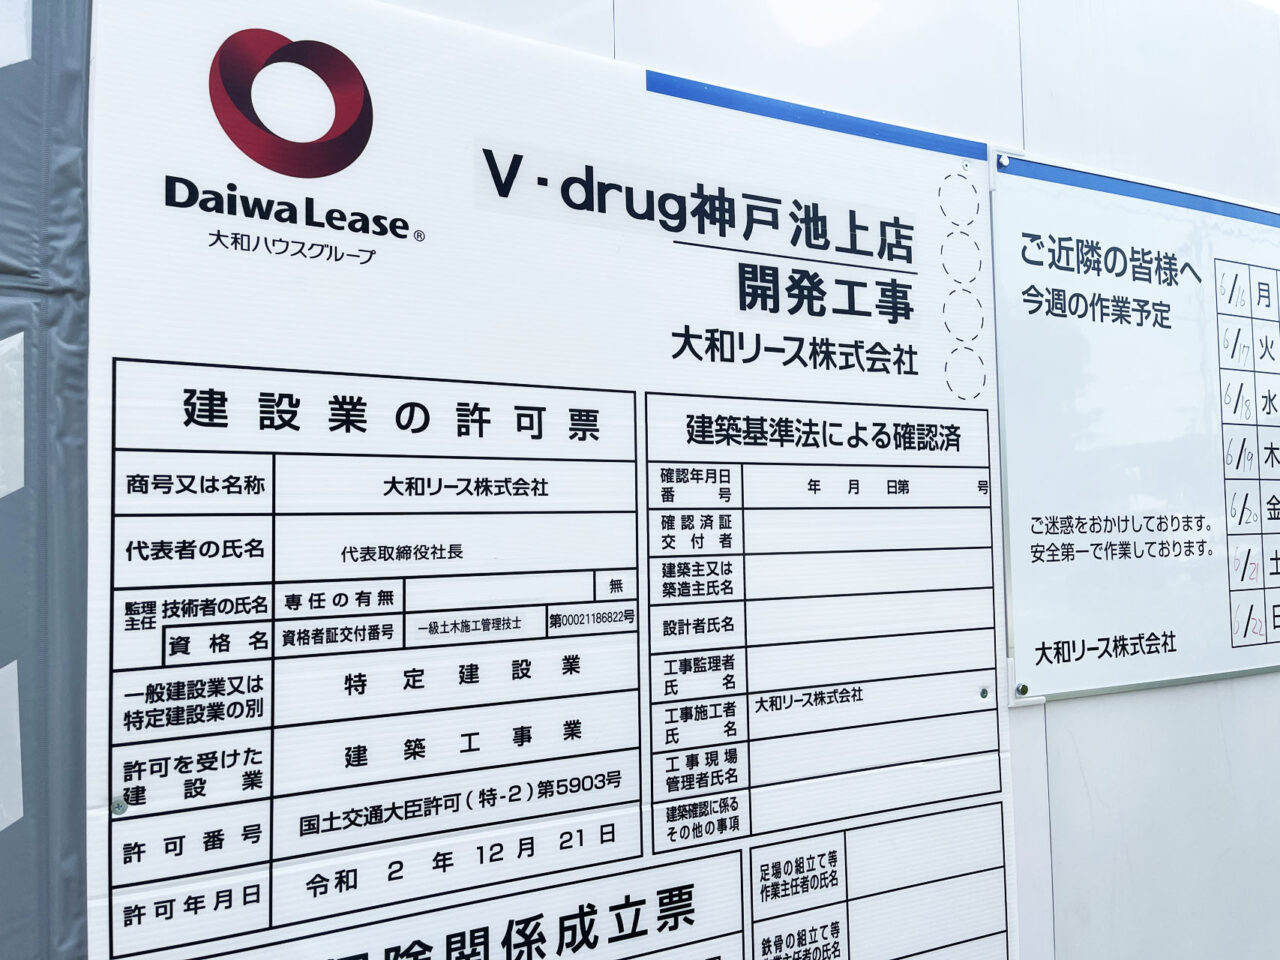 Daiwa Lease®
大和ハウスグループ
V・drug神戸池上店
開発工事
大和リース株式会社
建設業の許可票
商号又は名称 大和リース株式会社
代表者の氏名 代表取締役社長
監理主任 技術者の氏名 専任の有無 無
資格名 資格者証交付番号 一級土木施工管理技士 第00021186822号
一般建設業又は
特定建設業の別 特定建設業
許可を受けた
建設業 建築工事業
許可番号 国土交通大臣許可(特-2)第5903号
許可年月日 令和2年12月21日
関係成立票
建築基準法による確認済
確認年月日
番号 年 月 日第 号
確認済証
交付者
建築主又は
築造主氏名
設計者氏名
工事監理者
氏名
工事施工者
氏名 大和リース株式会社
工事現場
管理者氏名
建築確認に係る
その他の事項
足場の組立て等
作業主任者の氏名
鉄骨の組立て等
ご近隣の皆様へ
今週の作業予定
ご迷惑をおかけしております。
安全第一で作業しております。
大和リース株式会社
6/16 月
6/17 火
6/18 水
6/19 木
6/20 金
6/21 土
6/22 日